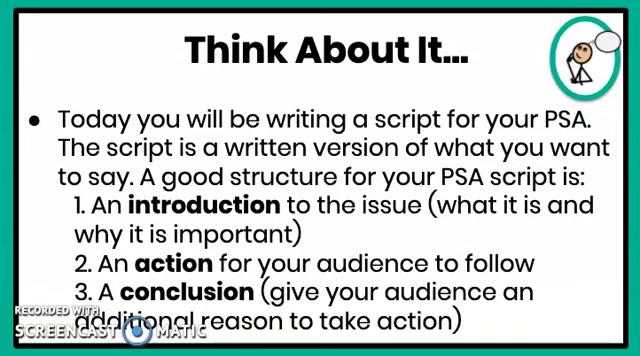 Think About It...
● Today you will be writing a script for your PSA.
The script is a written version of what you want
to say. A good structure for your PSA script is:
1. An introduction to the issue (what it is and
why it is important)
2. An action for your audience to follow
3. A conclusion (give your audience an
additional reason to take action)
RECORDED WITH
SCREENCAST MATIC